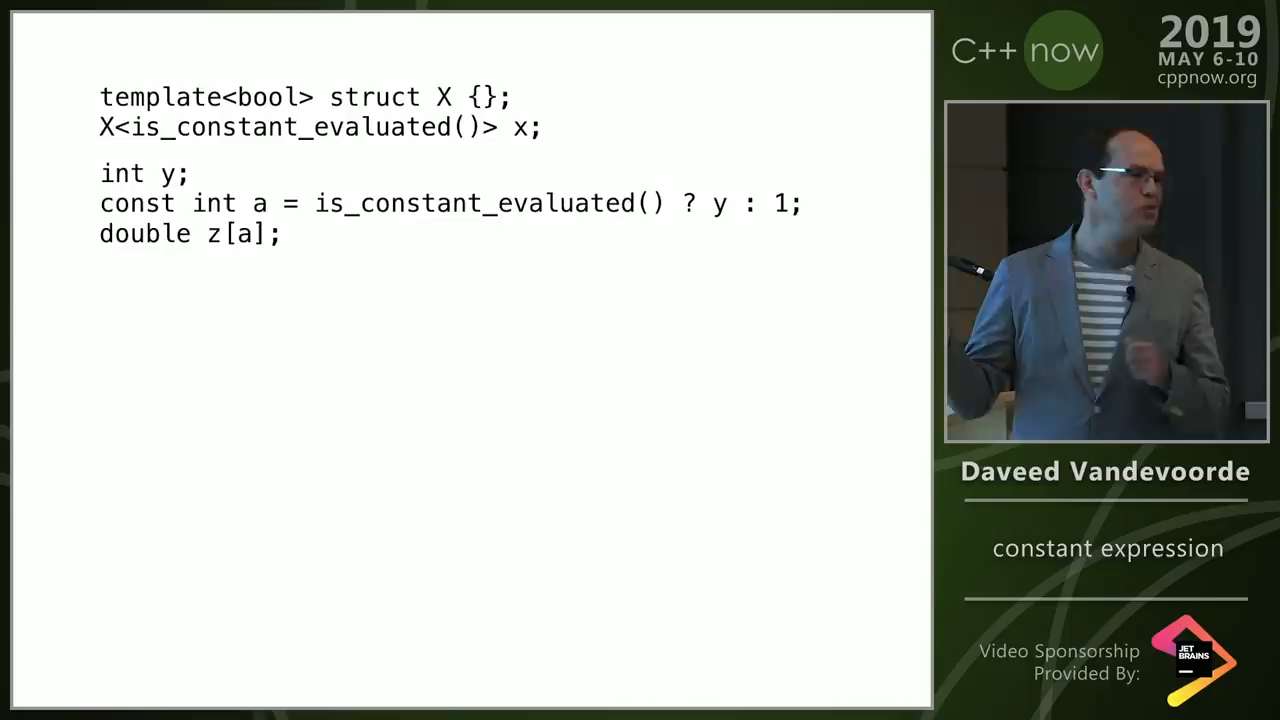 template<bool> struct X {};
X<is_constant_evaluated()> x;
int y;
const int a = is_constant_evaluated() ? y : 1;
double z[a];
C++ now
2019
MAY 6-10
cppnow.org
Daveed Vandevoorde
constant expression
Video Sponsorship
Provided By:
JET
BRAINS